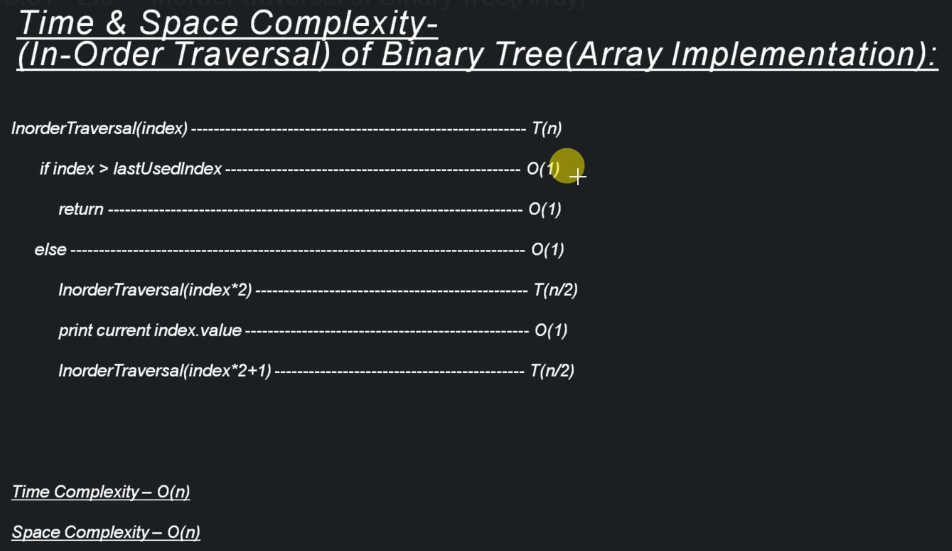 Time & Space Complexity-
(In-Order Traversal) of Binary Tree(Array Implementation):
InorderTraversal(index) ---------------------------------------------------------- T(n)
if index > lastUsedIndex --------------------------------------------------- O(1)
return ------------------------------------------------------------------------ O(1)
else ------------------------------------------------------------------------------- O(1)
InorderTraversal(index*2) ----------------------------------------------- T(n/2)
print current index.value ------------------------------------------------- O(1)
InorderTraversal(index*2+1) ------------------------------------------- T(n/2)
Time Complexity – O(n)
Space Complexity – O(n)